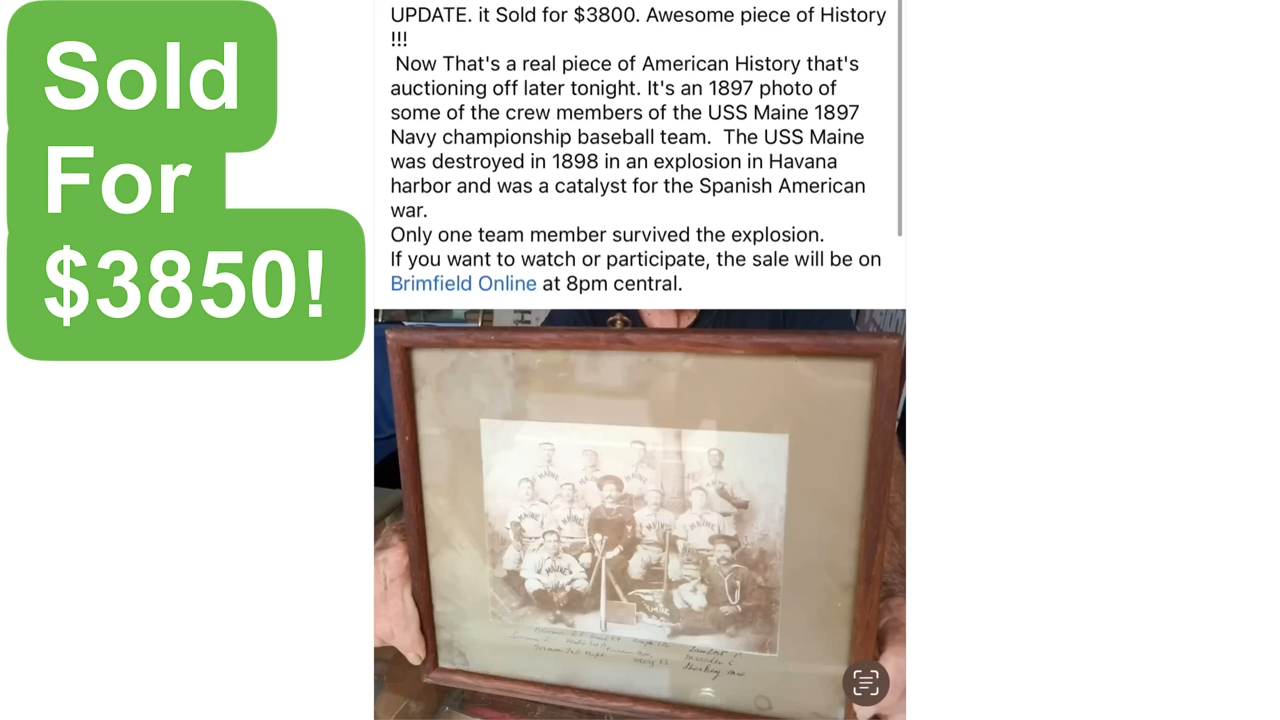 Sold
For
$3850!
UPDATE. it Sold for $3800. Awesome piece of History
!!!
Now That's a real piece of American History that's
auctioning off later tonight. It's an 1897 photo of
some of the crew members of the USS Maine 1897
Navy championship baseball team.  The USS Maine
was destroyed in 1898 in an explosion in Havana
harbor and was a catalyst for the Spanish American
war.
Only one team member survived the explosion.
If you want to watch or participate, the sale will be on
Brimfield Online at 8pm central.
MAINE
MAINE
MAINE
MAINE
MAINE
MAINE
MAINE
Lambert P